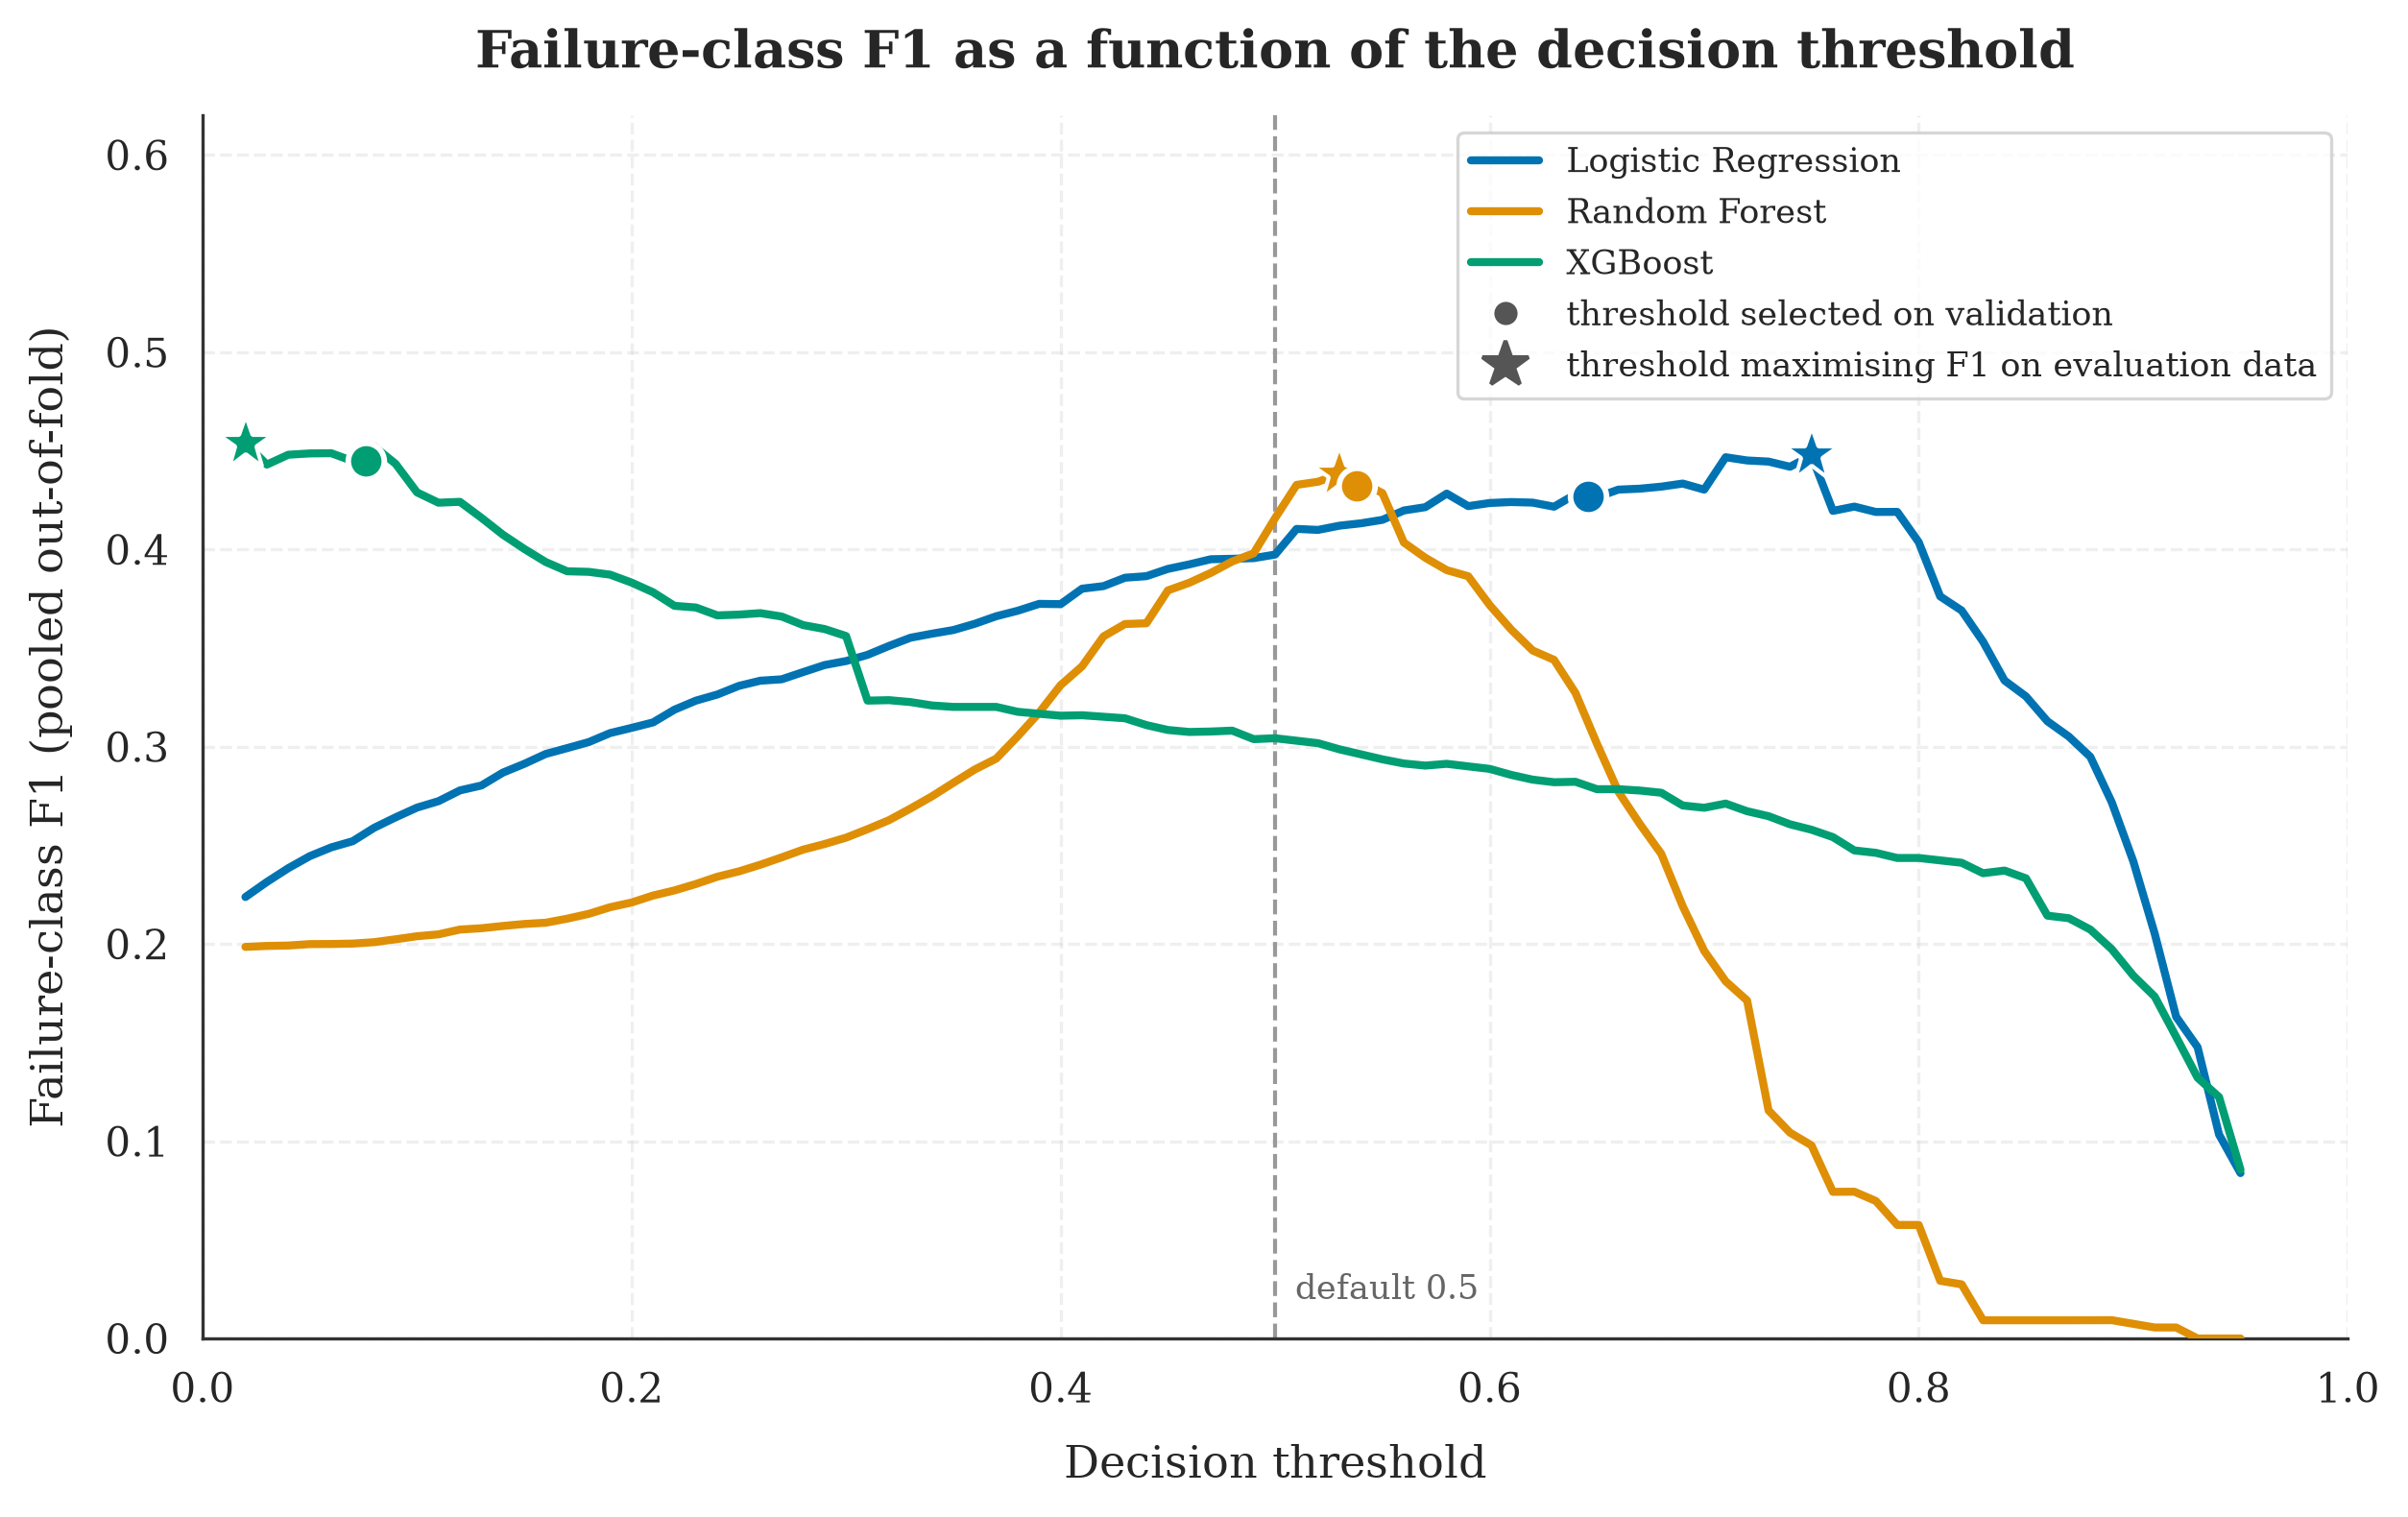 Failure-class F1 as a function of the decision threshold
Failure-class F1 (pooled out-of-fold)
0.6
0.5
0.4
0.3
0.2
0.1
0.0
Logistic Regression
Random Forest
XGBoost
threshold selected on validation
threshold maximising F1 on evaluation data
default 0.5
0.0 0.2 0.4 0.6 0.8 1.0
Decision threshold